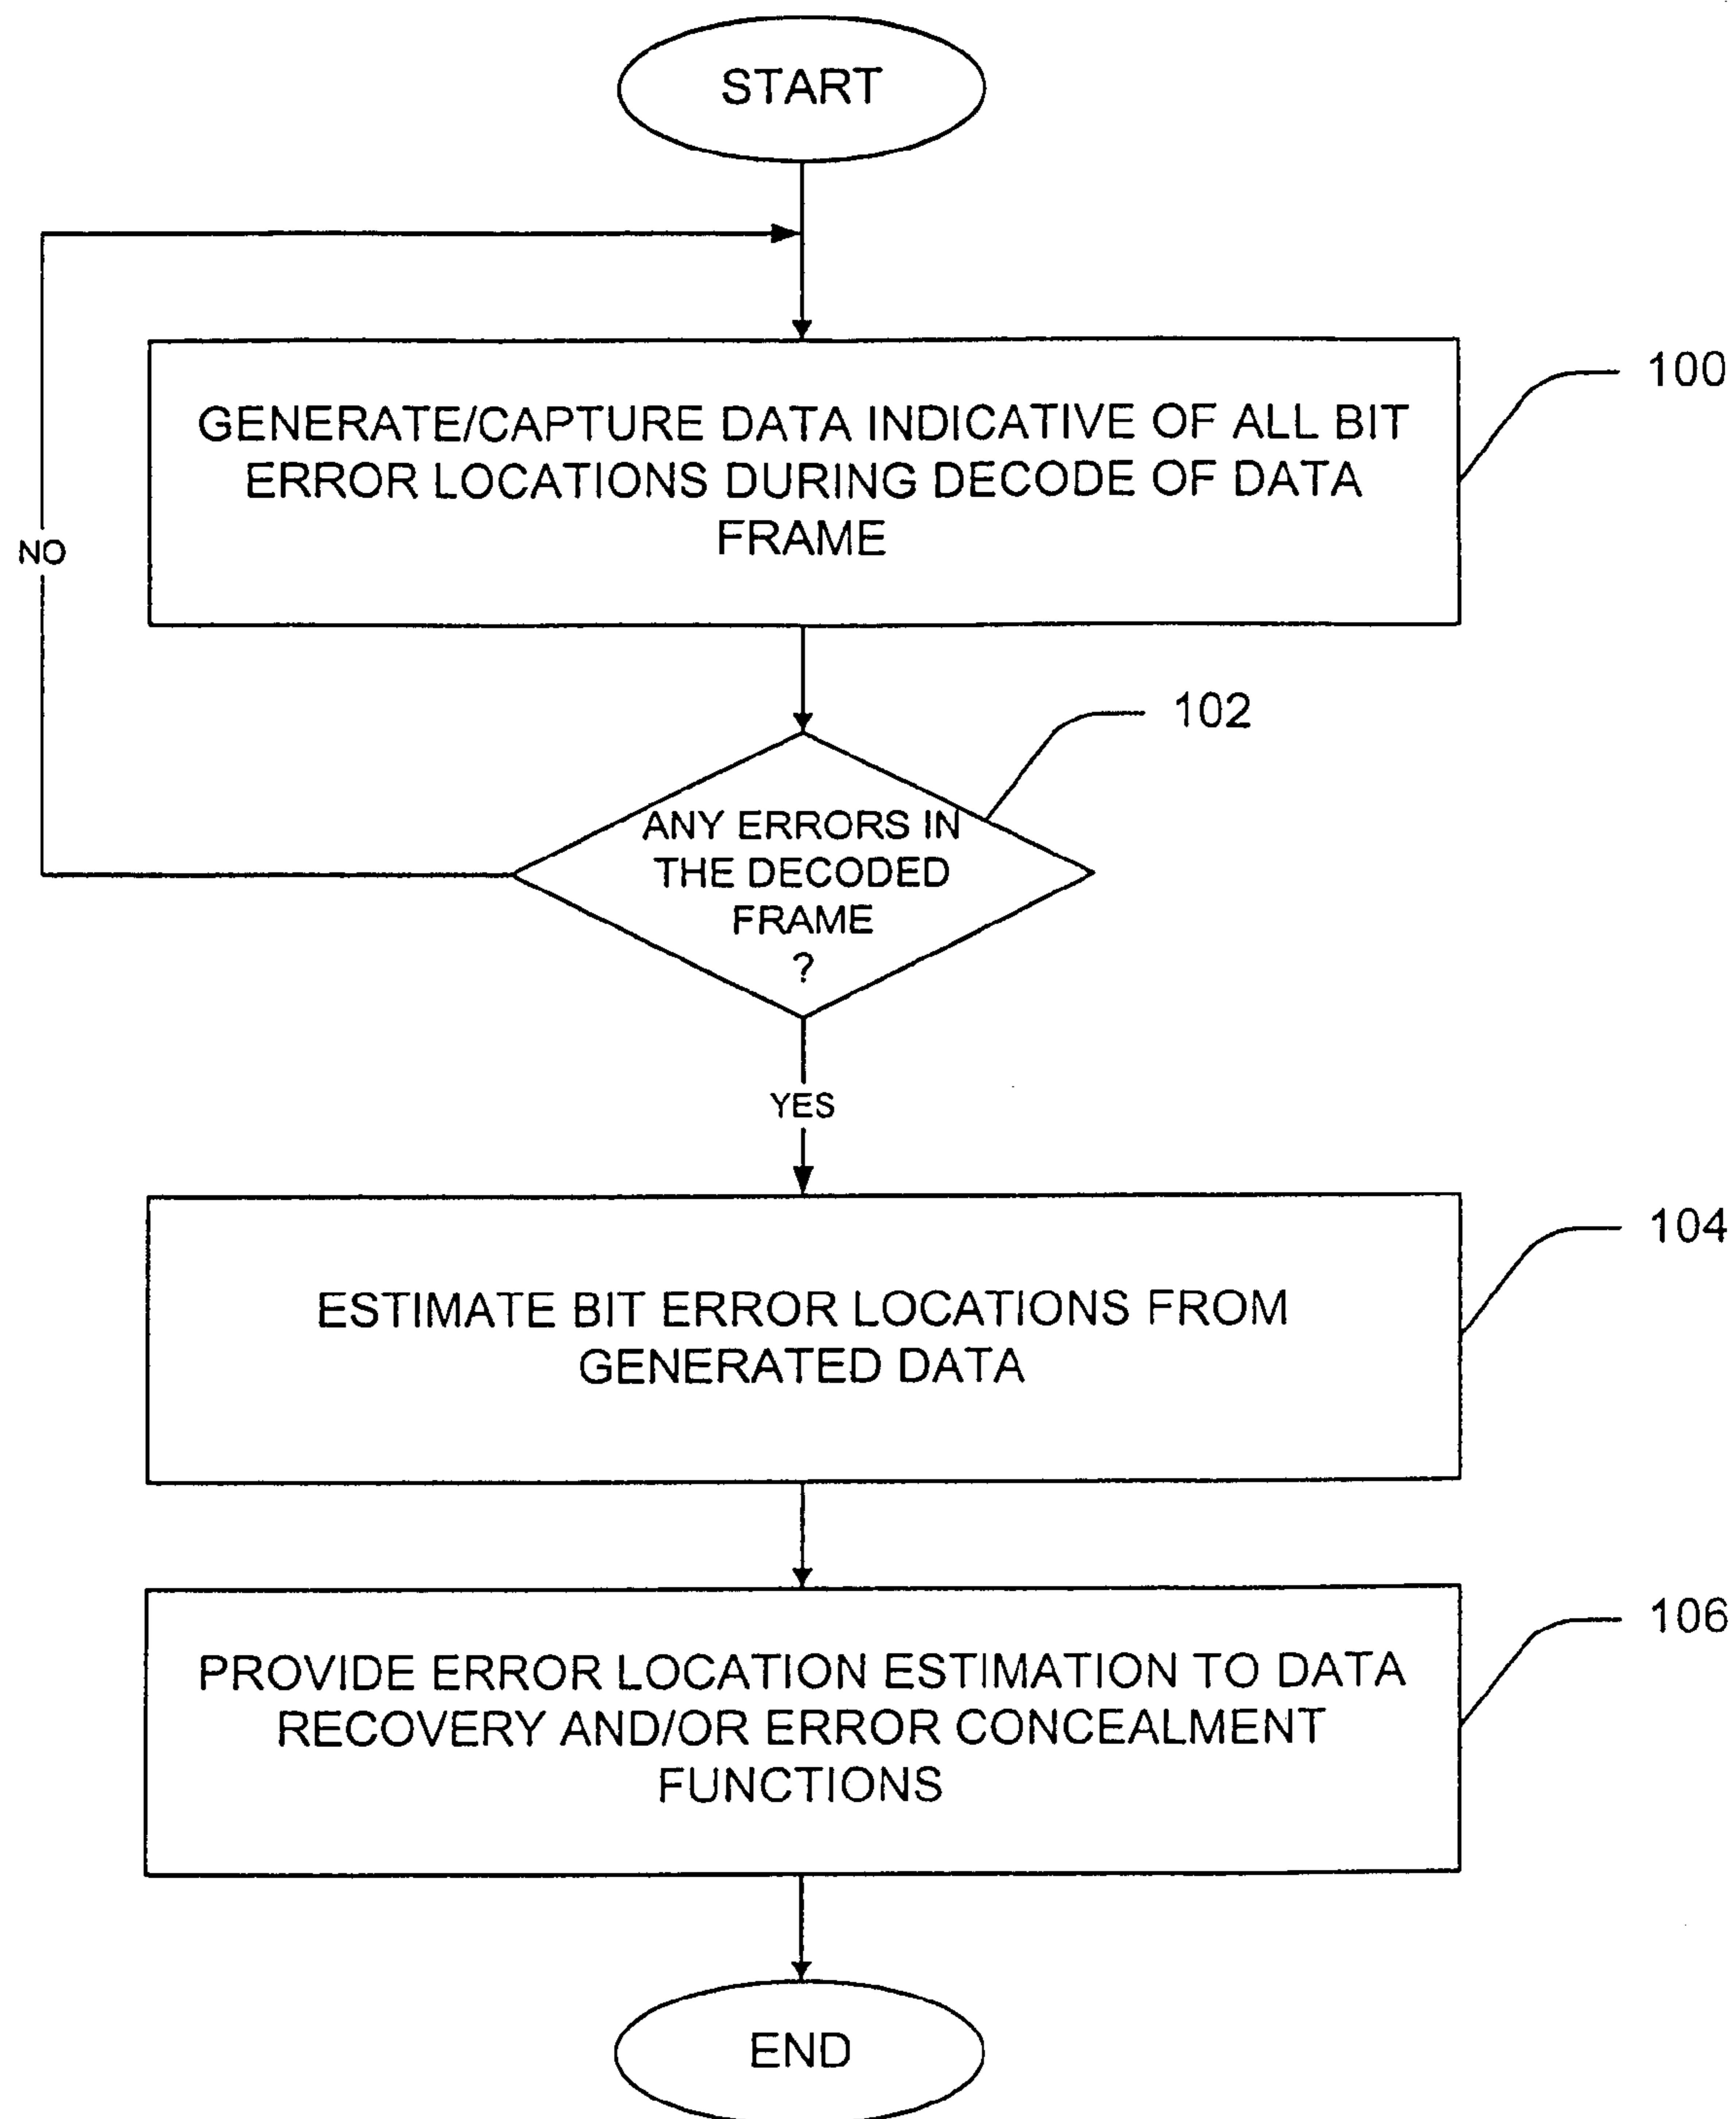 START
GENERATE/CAPTURE DATA INDICATIVE OF ALL BIT
ERROR LOCATIONS DURING DECODE OF DATA
FRAME
100
NO
102
ANY ERRORS IN
THE DECODED
FRAME
?
YES
104
ESTIMATE BIT ERROR LOCATIONS FROM
GENERATED DATA
106
PROVIDE ERROR LOCATION ESTIMATION TO DATA
RECOVERY AND/OR ERROR CONCEALMENT
FUNCTIONS
END